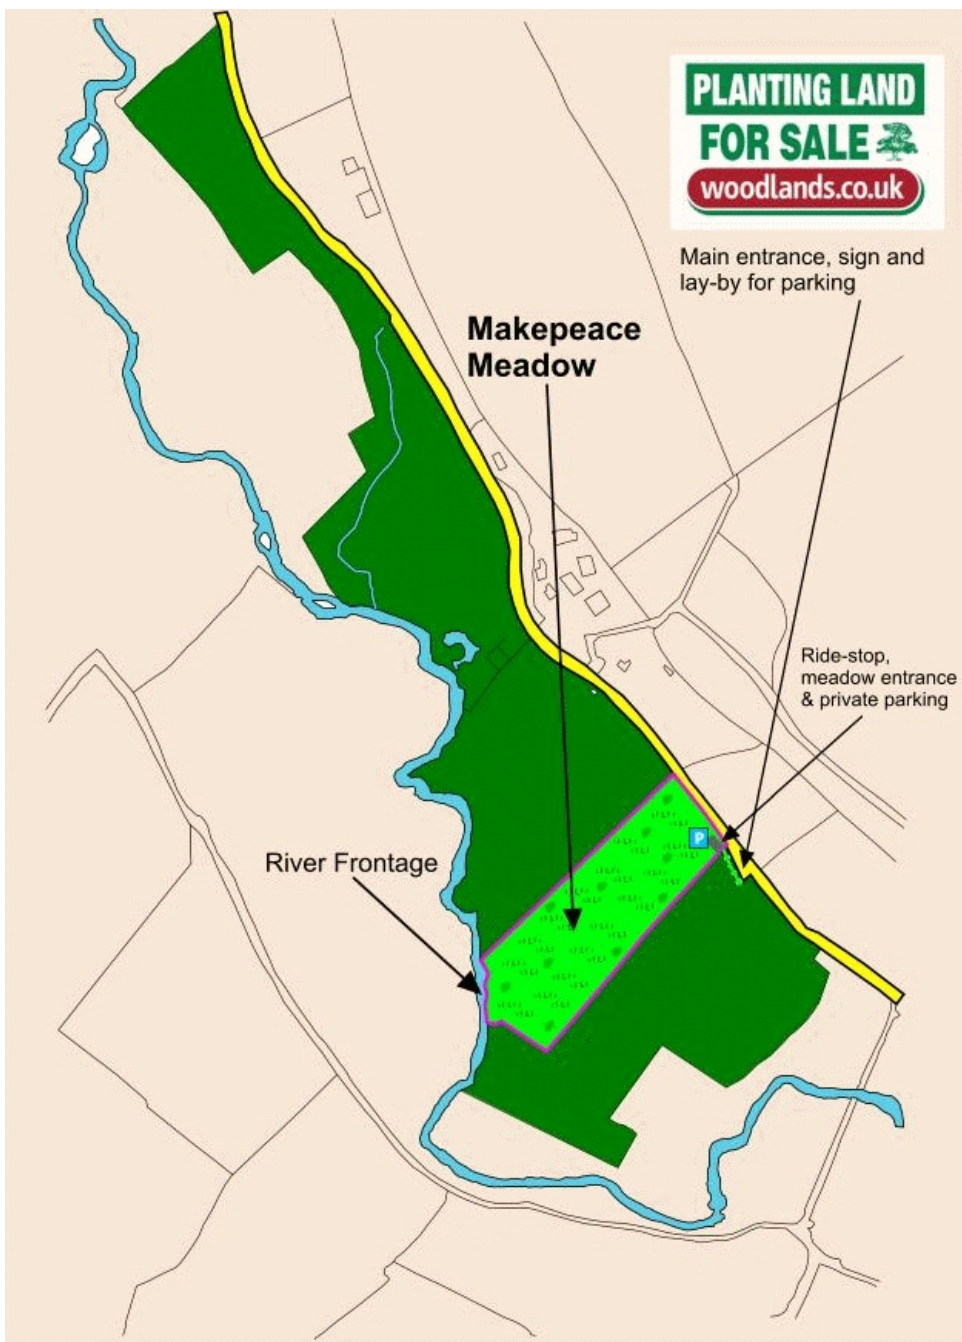 PLANTING LAND
FOR SALE
woodlands.co.uk
Main entrance, sign and
lay-by for parking
Makepeace
Meadow
Ride-stop,
meadow entrance
& private parking
P
River Frontage